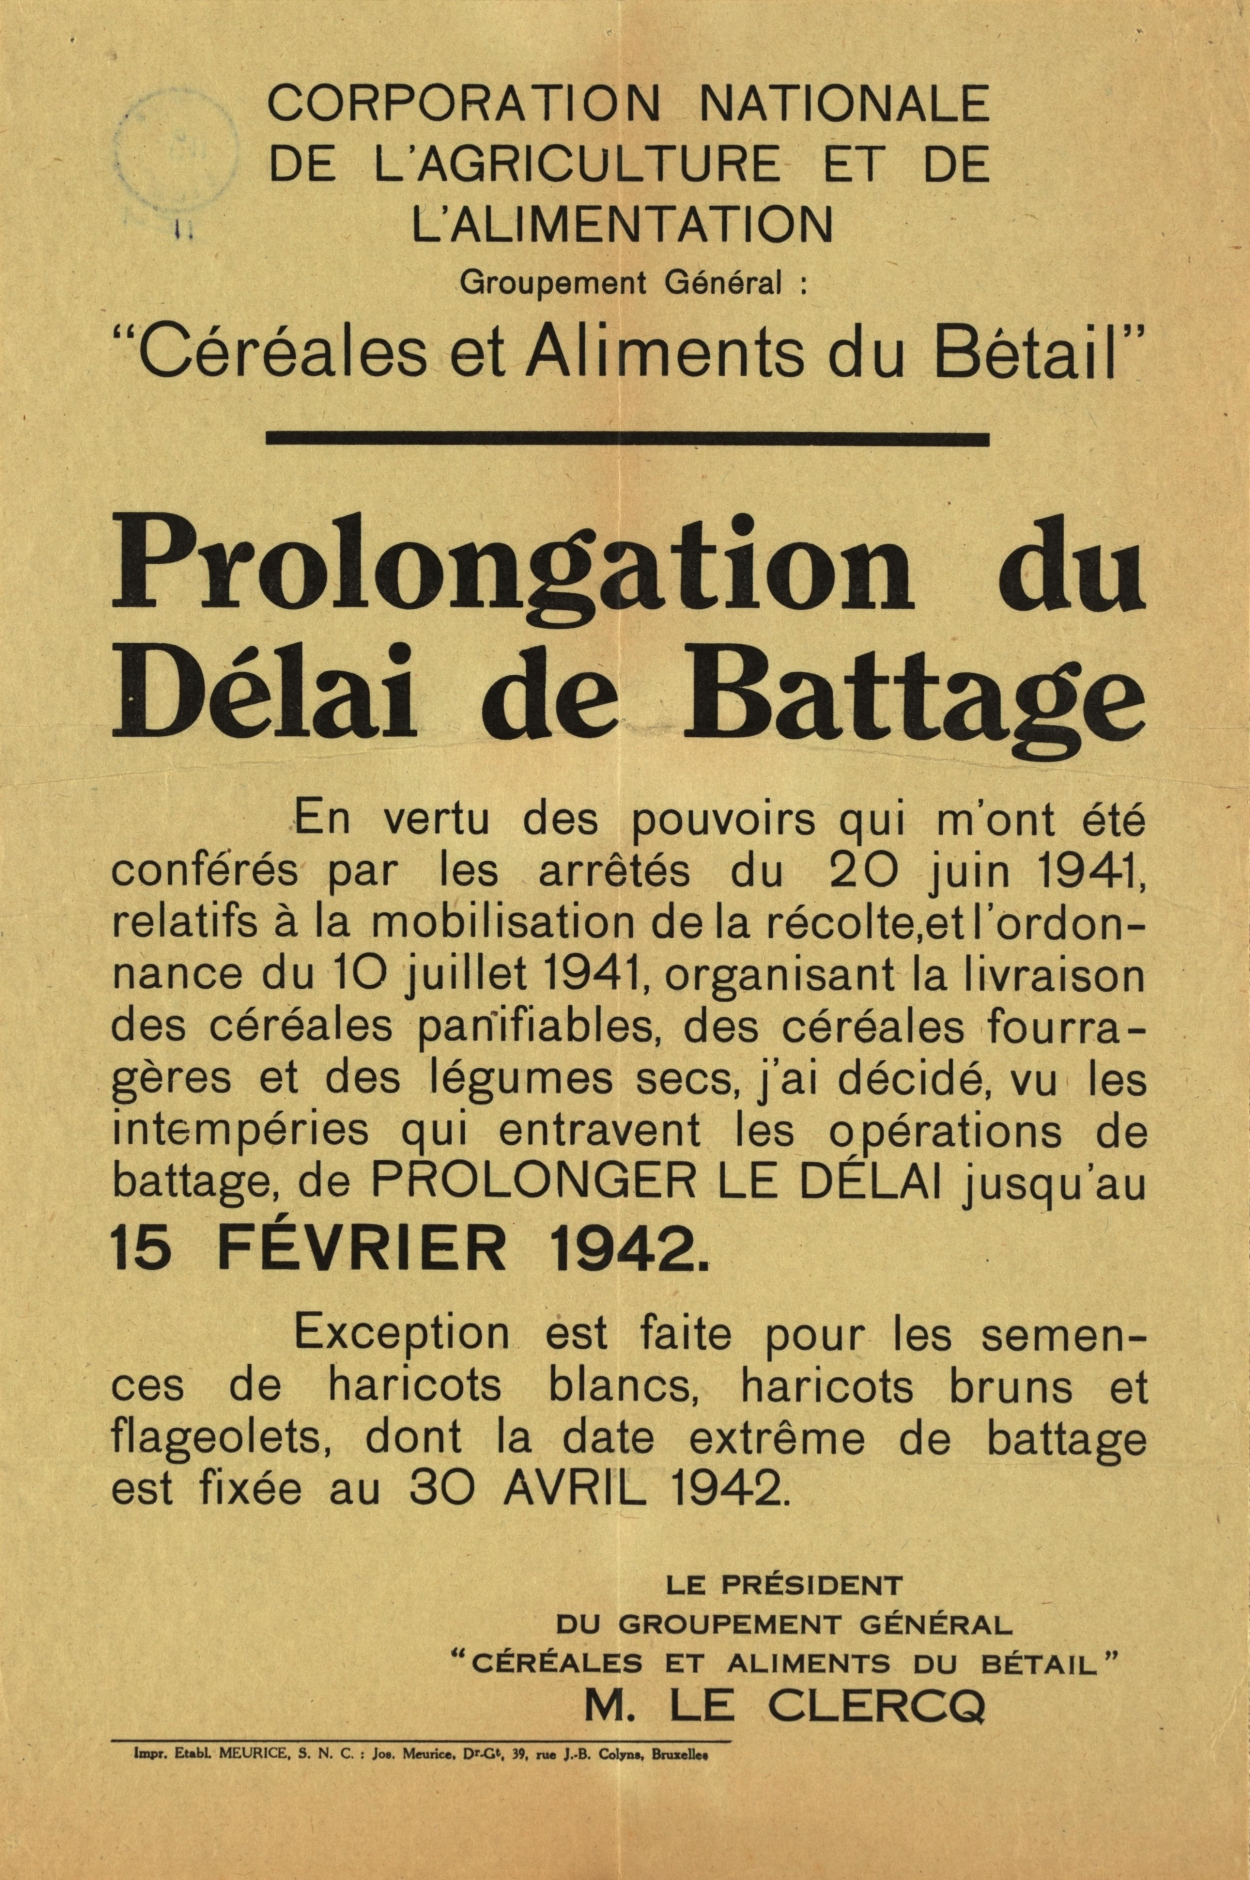 CORPORATION NATIONALE
DE L'AGRICULTURE ET DE
L'ALIMENTATION
Groupement Général :
“Céréales et Aliments du Bétail”
Prolongation du
Délai de Battage
En vertu des pouvoirs qui m'ont été
conférés par les arrêtés du 20 juin 1941,
relatifs à la mobilisation de la récolte, et l'ordon-
nance du 10 juillet 1941, organisant la livraison
des céréales panifiables, des céréales fourra-
gères et des légumes secs, j'ai décidé, vu les
intempéries qui entravent les opérations de
battage, de PROLONGER LE DÉLAI jusqu'au
15 FÉVRIER 1942.
Exception est faite pour les semen-
ces de haricots blancs, haricots bruns et
flageolets, dont la date extrême de battage
est fixée au 30 AVRIL 1942.
LE PRÉSIDENT
DU GROUPEMENT GÉNÉRAL
“CÉRÉALES ET ALIMENTS DU BÉTAIL”
M. LE CLERCQ
Impr. Etabl. MEURICE, S. N. C. : Jos. Meurice, Dr-Gt, 39, rue J.-B. Colyns, Bruxelles